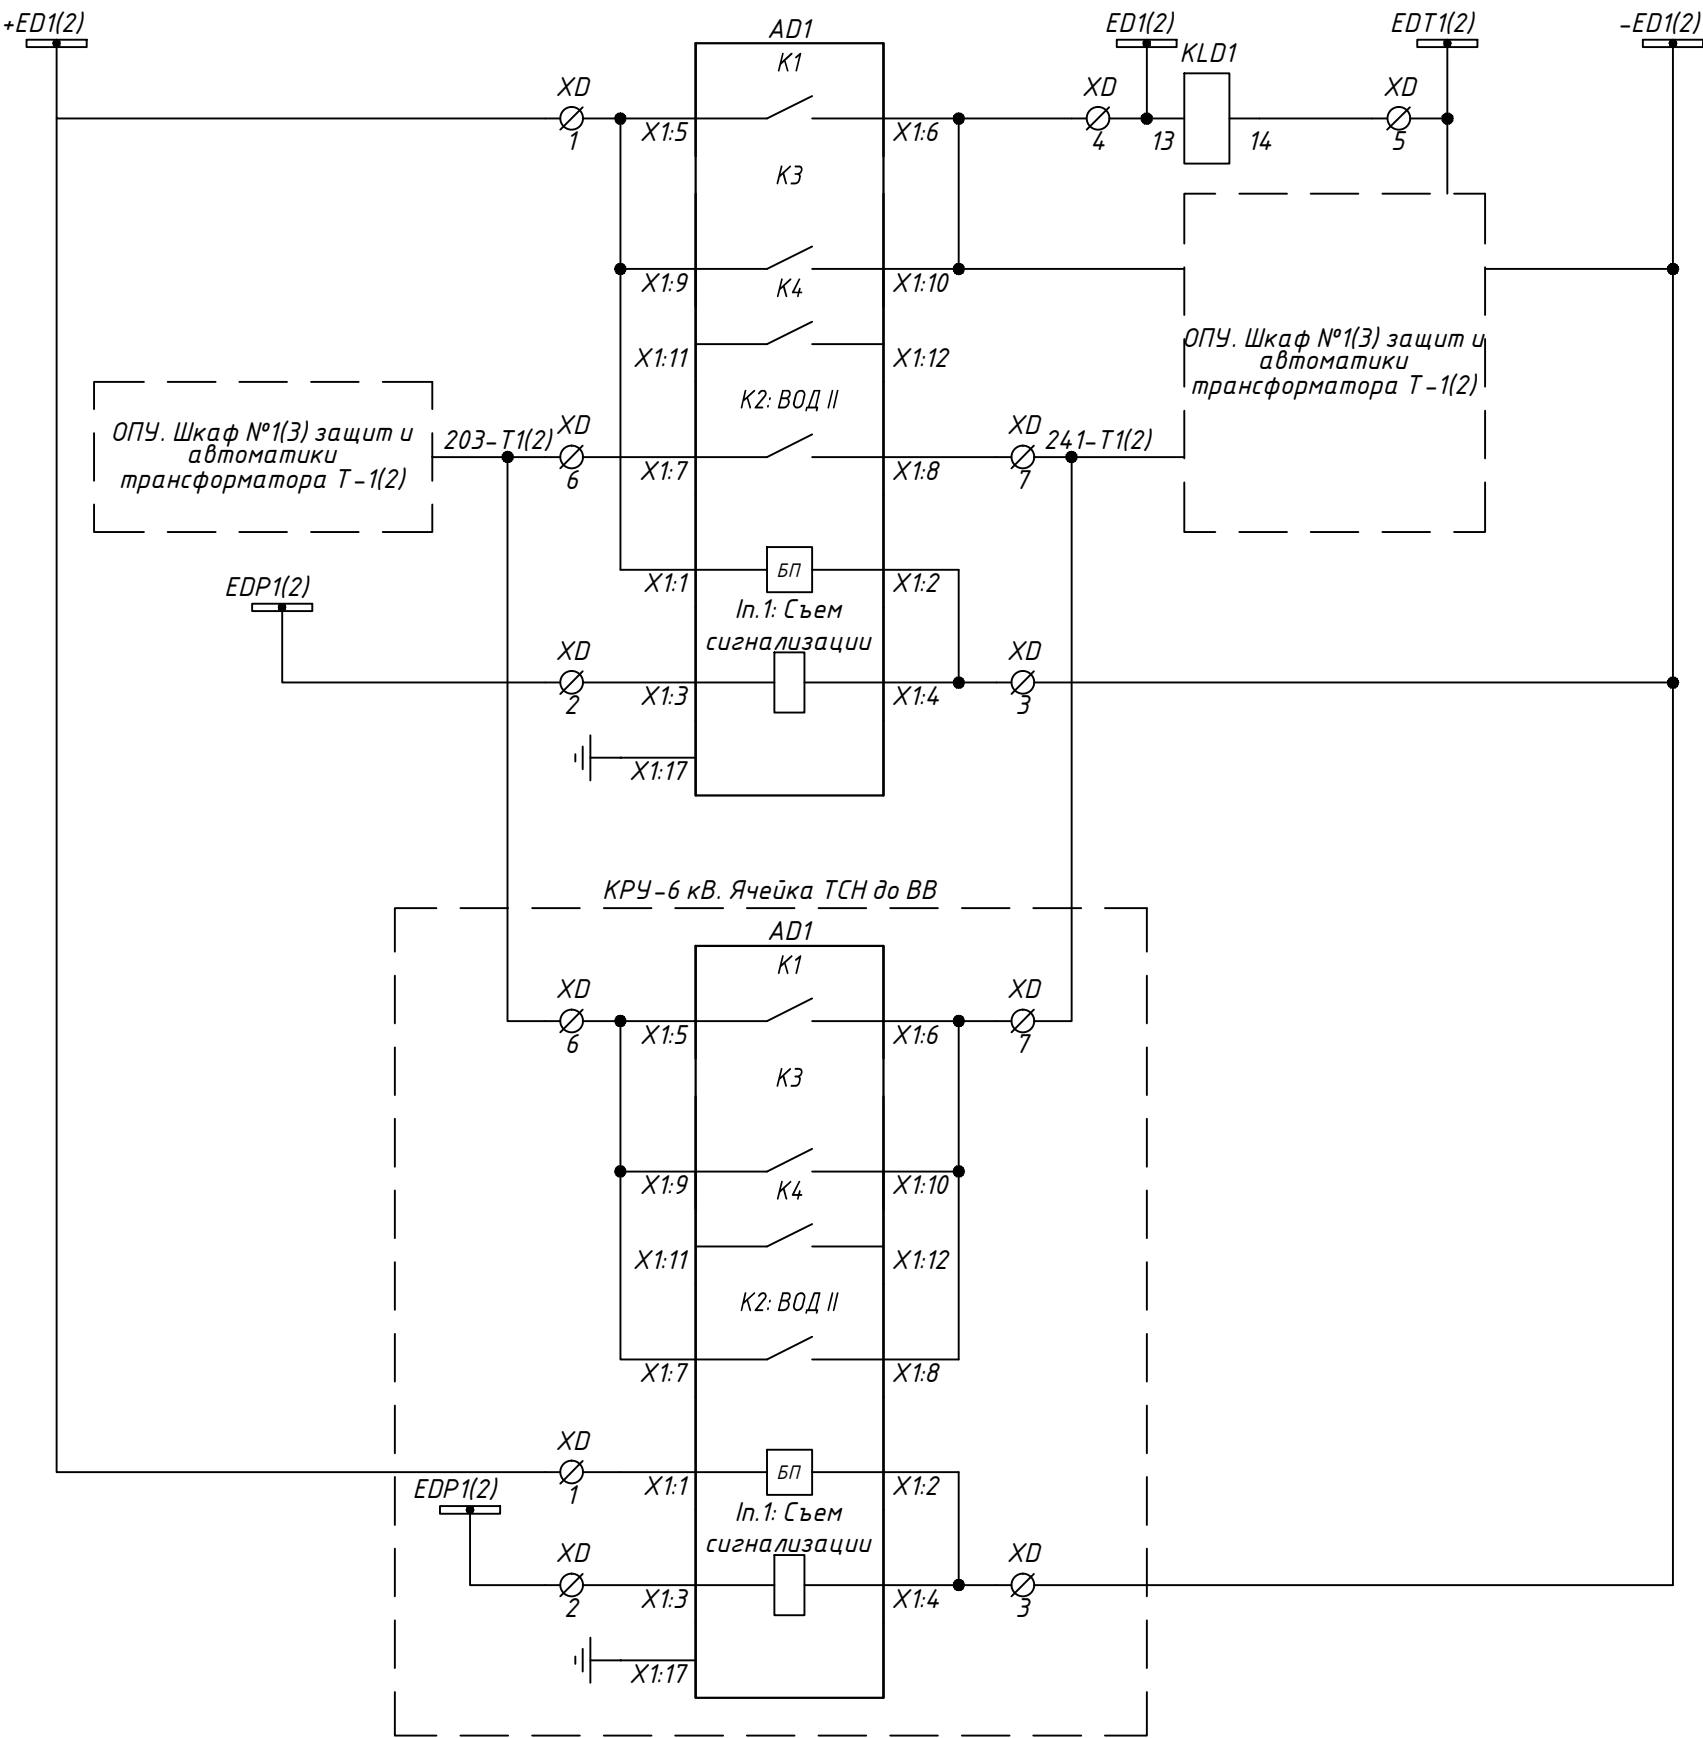 +ED1(2)
AD1
ED1(2)
EDT1(2)
-ED1(2)
K1
KLD1
XD
XD
XD
1
X1:5
X1:6
4
13
14
5
K3
X1:9
X1:10
K4
X1:11
X1:12
ОПУ. Шкаф №1(3) защит и
автоматики
трансформатора Т-1(2)
K2: ВОД II
ОПУ. Шкаф №1(3) защит и
автоматики
трансформатора Т-1(2)
203-Т1(2)
XD
XD
241-Т1(2)
6
X1:7
X1:8
7
EDP1(2)
X1:1
БП
X1:2
In.1: Съем
сигнализации
XD
XD
2
X1:3
X1:4
3
X1:17
КРУ-6 кВ. Ячейка ТСН до ВВ
AD1
K1
XD
XD
6
X1:5
X1:6
7
K3
X1:9
X1:10
K4
X1:11
X1:12
K2: ВОД II
X1:7
X1:8
XD
1
X1:1
БП
X1:2
EDP1(2)
In.1: Съем
сигнализации
XD
XD
2
X1:3
X1:4
3
X1:17